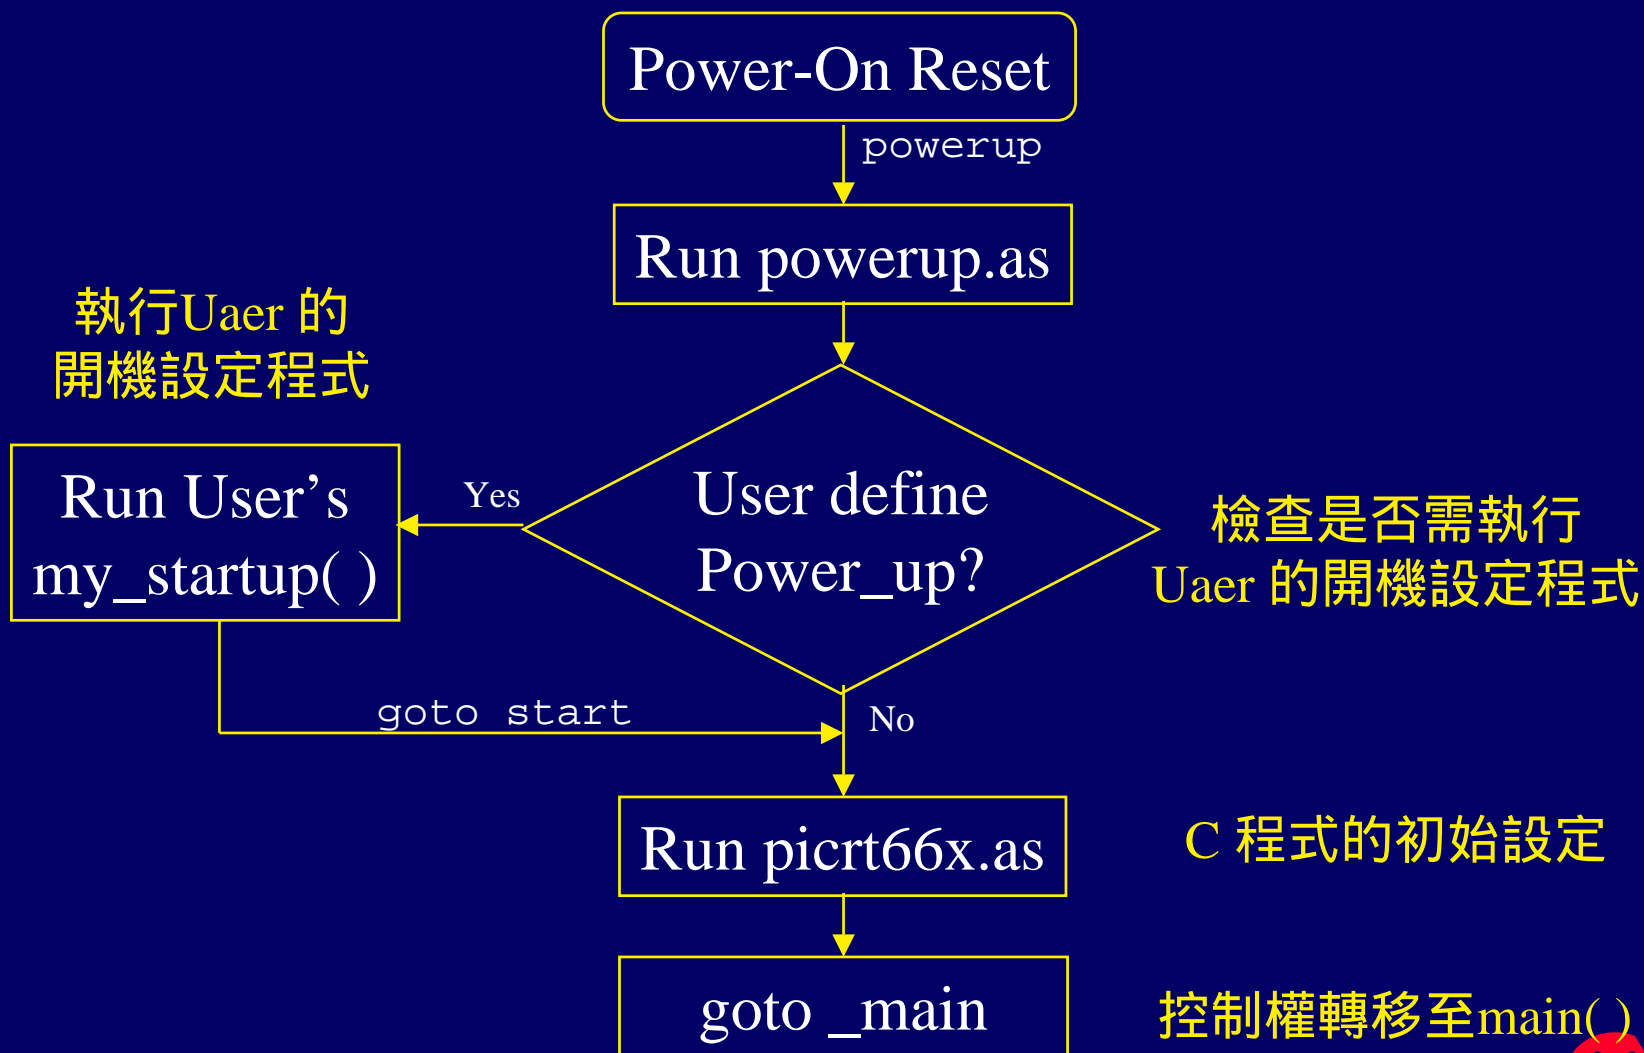 Power-On Reset
powerup
Run powerup.as
執行Uaer 的
開機設定程式
Run User’s
my_startup( )
Yes
User define
Power_up?
檢查是否需執行
Uaer 的開機設定程式
goto start
No
Run picrt66x.as
C 程式的初始設定
goto _main
控制權轉移至main( )